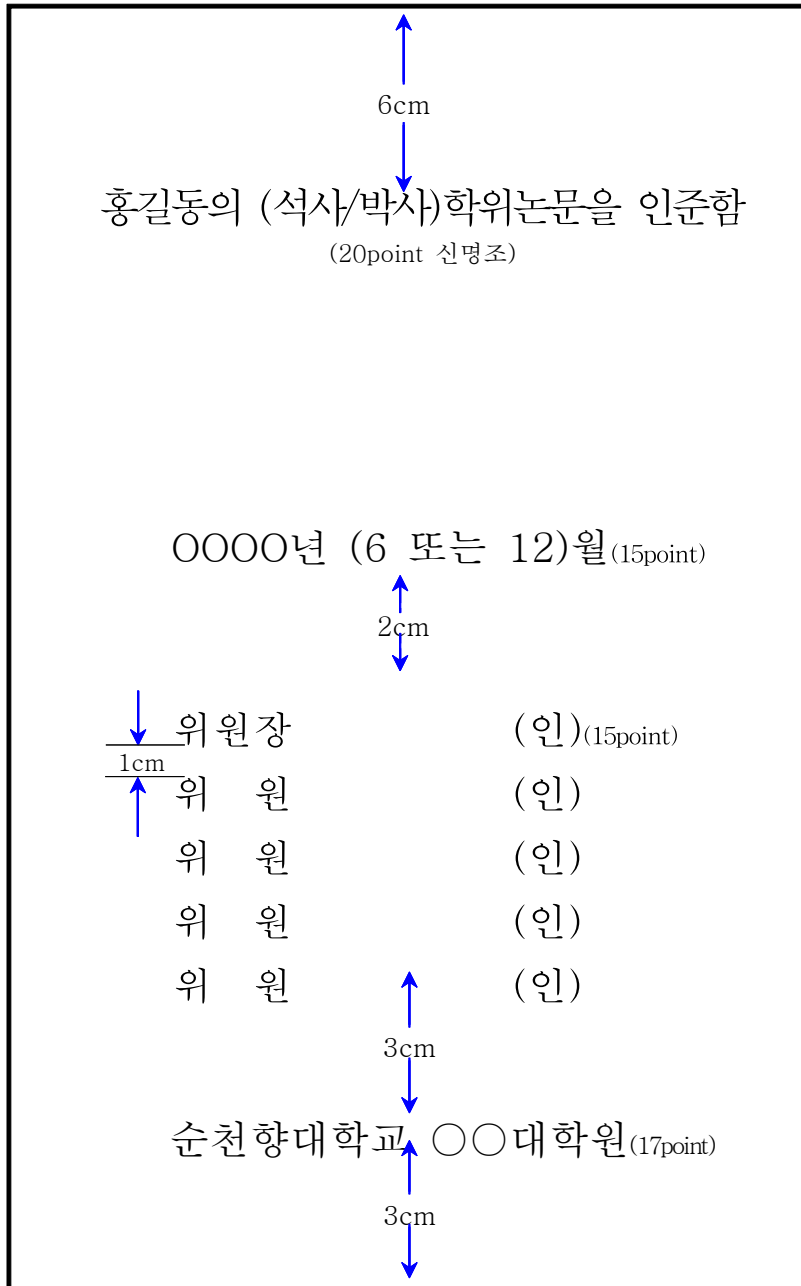 6cm
홍길동의 (석사/박사)학위논문을 인준함
(20point 신명조)
OOOO년 (6 또는 12)월(15point)
2cm
위원장 (인)(15point)
1cm
위 원 (인)
위 원 (인)
위 원 (인)
위 원 (인)
3cm
순천향대학교 ○○대학원(17point)
3cm